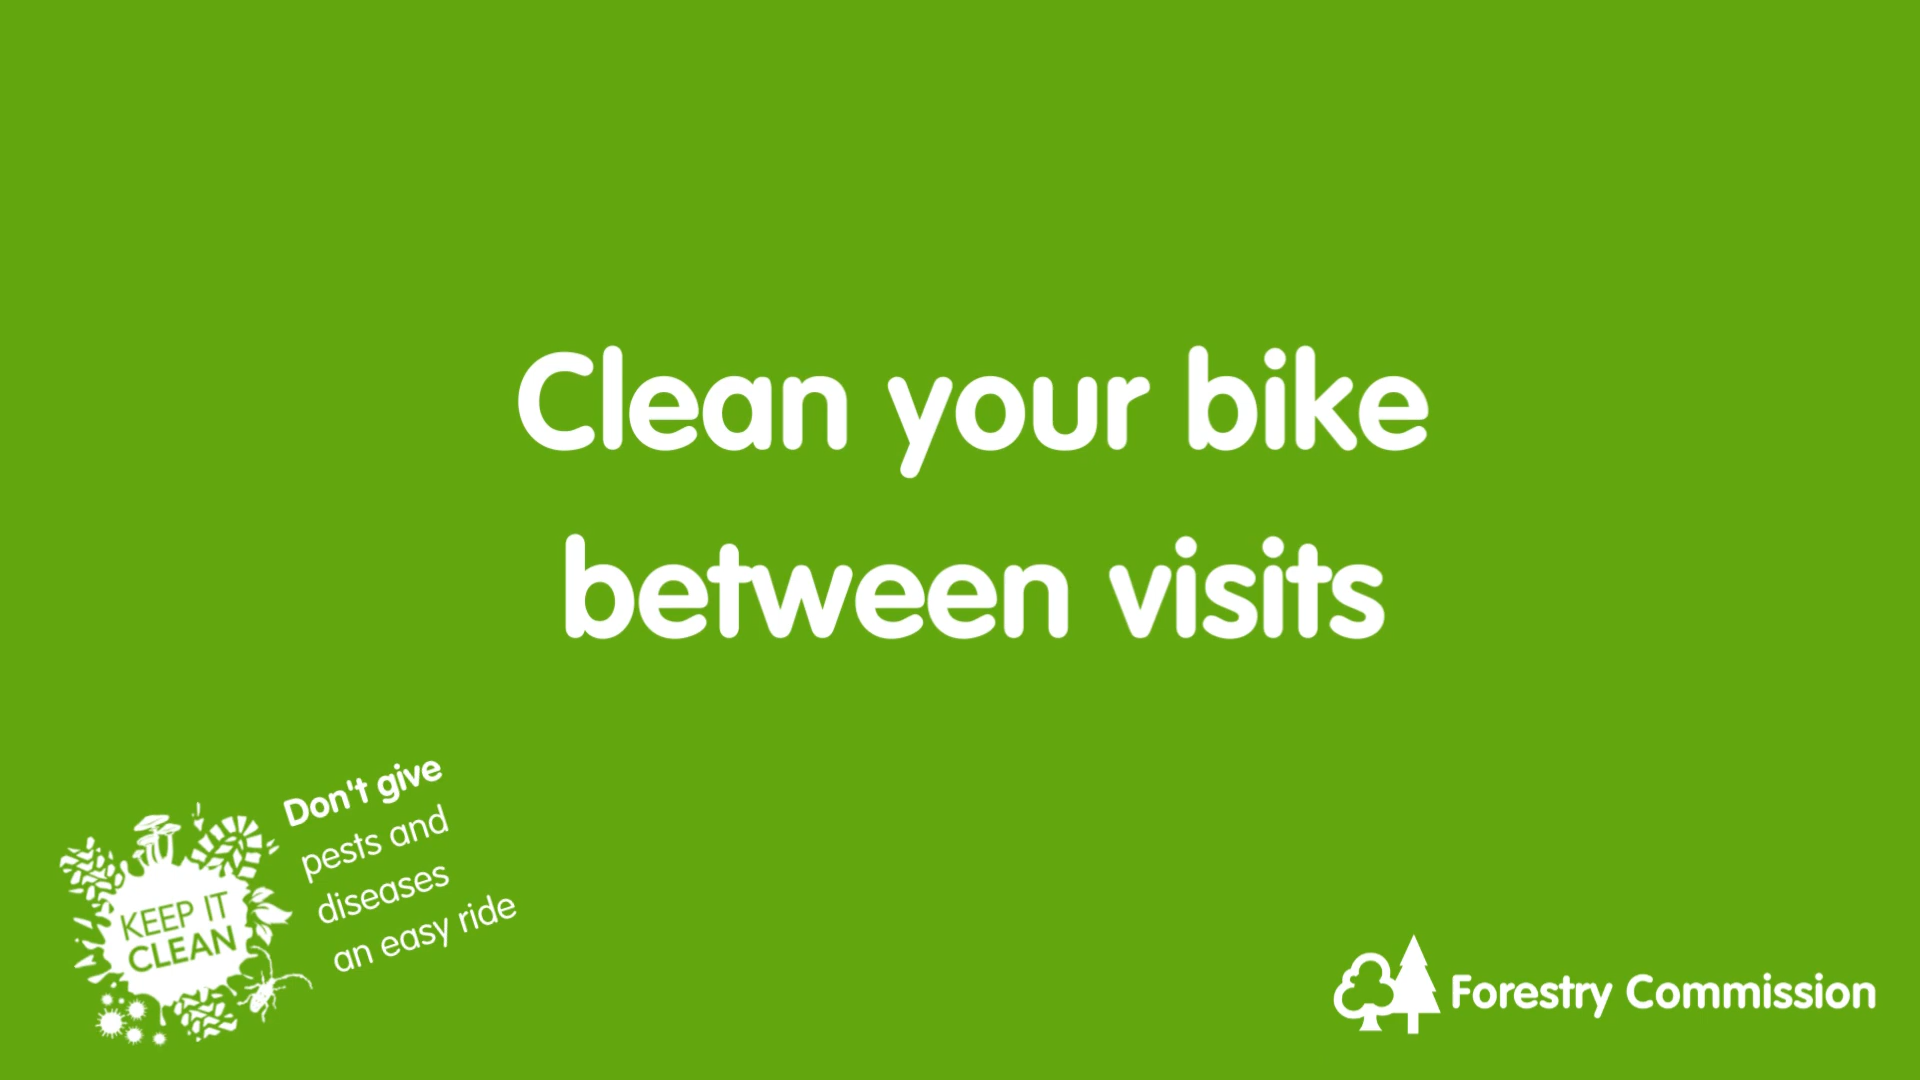 Clean your bike
between visits
Don't give
pests and
diseases
an easy ride
KEEP IT
CLEAN
Forestry Commission